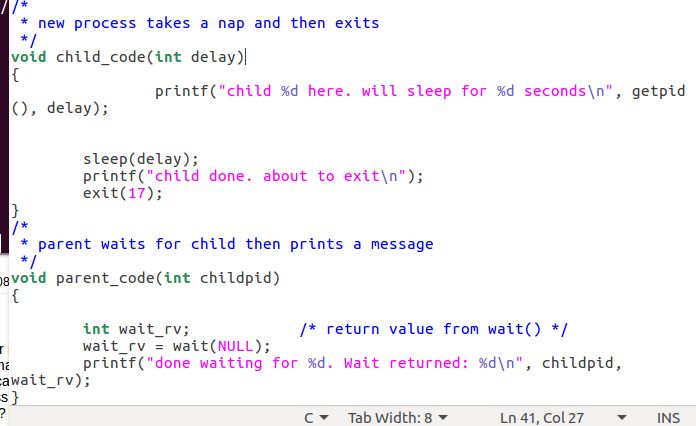 /*
 * new process takes a nap and then exits
 */
void child_code(int delay)
{
                printf("child %d here. will sleep for %d seconds\n", getpid
(), delay);
        sleep(delay);
        printf("child done. about to exit\n");
        exit(17);
}
/*
 * parent waits for child then prints a message
 */
void parent_code(int childpid)
{
        int wait_rv;            /* return value from wait() */
        wait_rv = wait(NULL);
        printf("done waiting for %d. Wait returned: %d\n", childpid,
wait_rv);
}
C Tab Width: 8 Ln 41, Col 27 INS